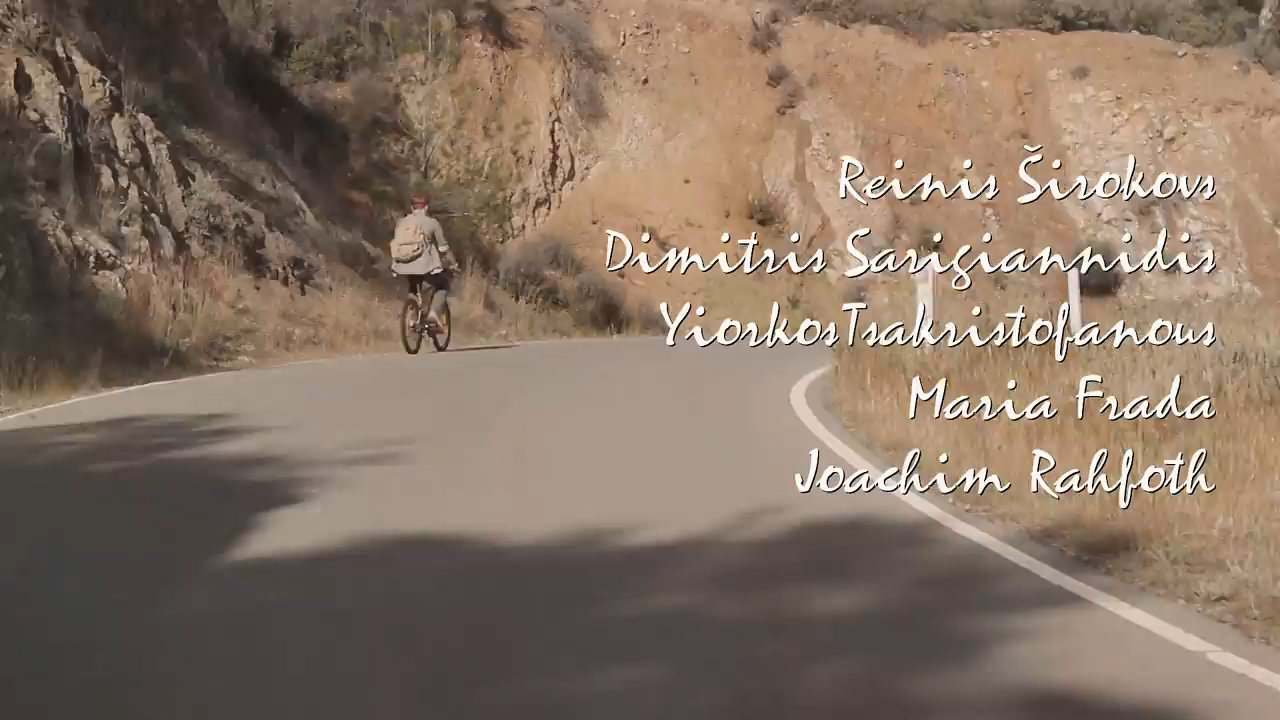 Reinis Širokovs
Dimitris Sarigiannidis
YiorkosTsakristofanous
Maria Frada
Joachim Rahfoth